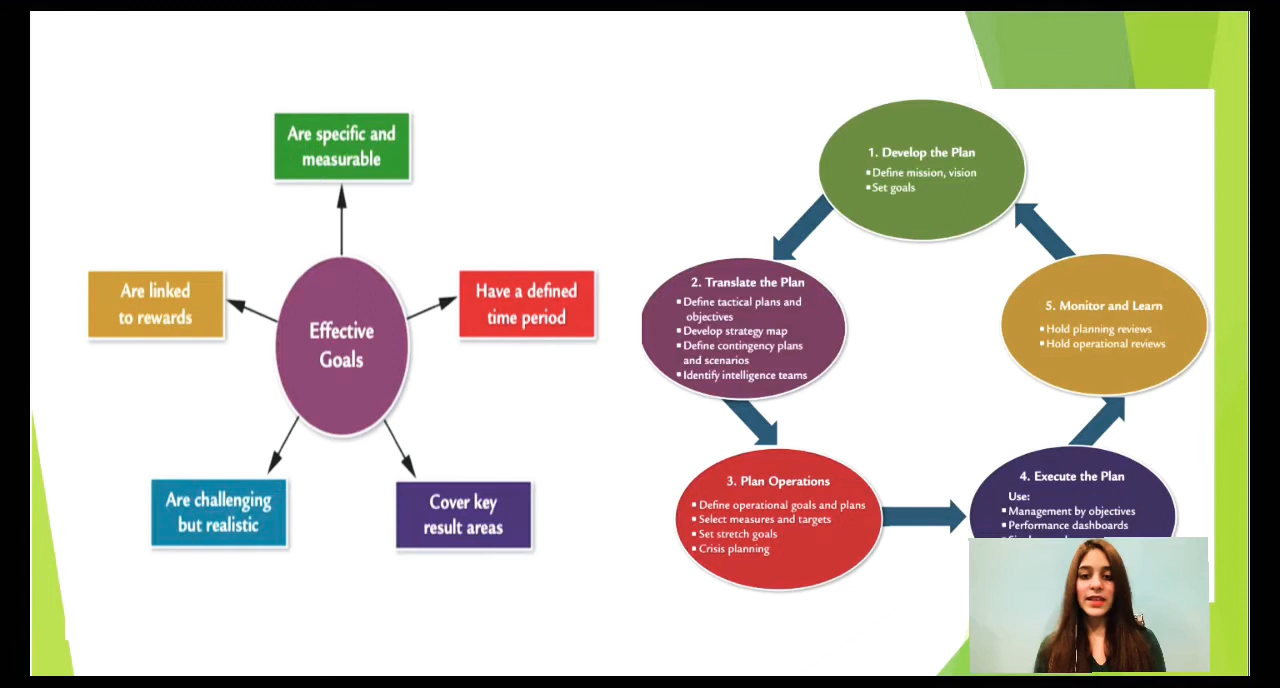 Are specific and
measurable
Are linked
to rewards
Effective
Goals
Have a defined
time period
Are challenging
but realistic
Cover key
result areas
1. Develop the Plan
▪Define mission, vision
▪Set goals
2. Translate the Plan
▪Define tactical plans and
objectives
▪Develop strategy map
▪Define contingency plans
and scenarios
▪Identify intelligence teams
3. Plan Operations
▪Define operational goals and plans
▪Select measures and targets
▪Set stretch goals
▪Crisis planning
4. Execute the Plan
Use:
▪Management by objectives
▪Performance dashboards
5. Monitor and Learn
▪Hold planning reviews
▪Hold operational reviews